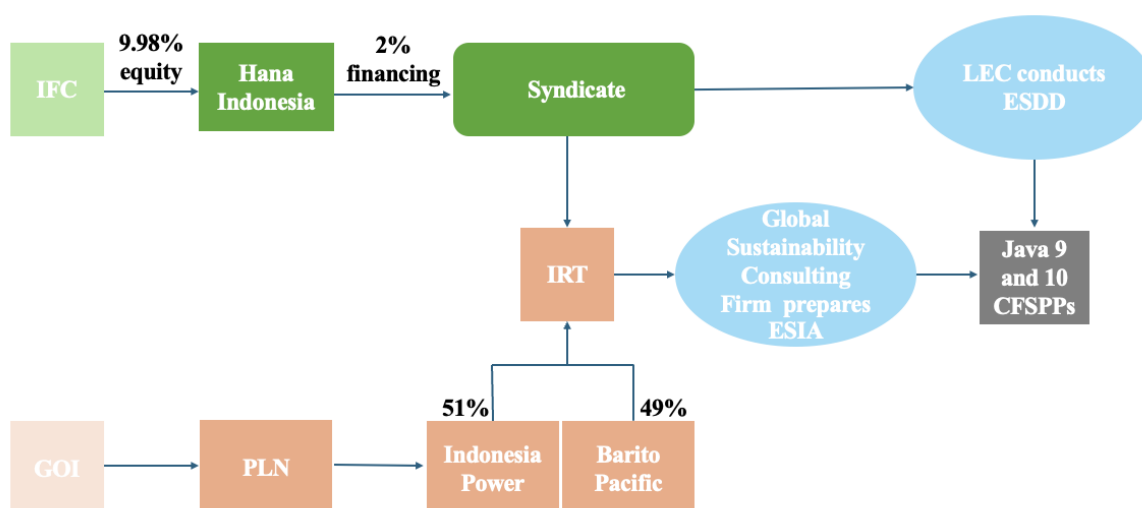 9.98%
equity
2%
financing
IFC
Hana
Indonesia
Syndicate
LEC conducts
ESDD
IRT
Global
Sustainability
Consulting
Firm prepares
ESIA
Java 9
and 10
CFSPPs
51%
49%
GOI
PLN
Indonesia
Power
Barito
Pacific